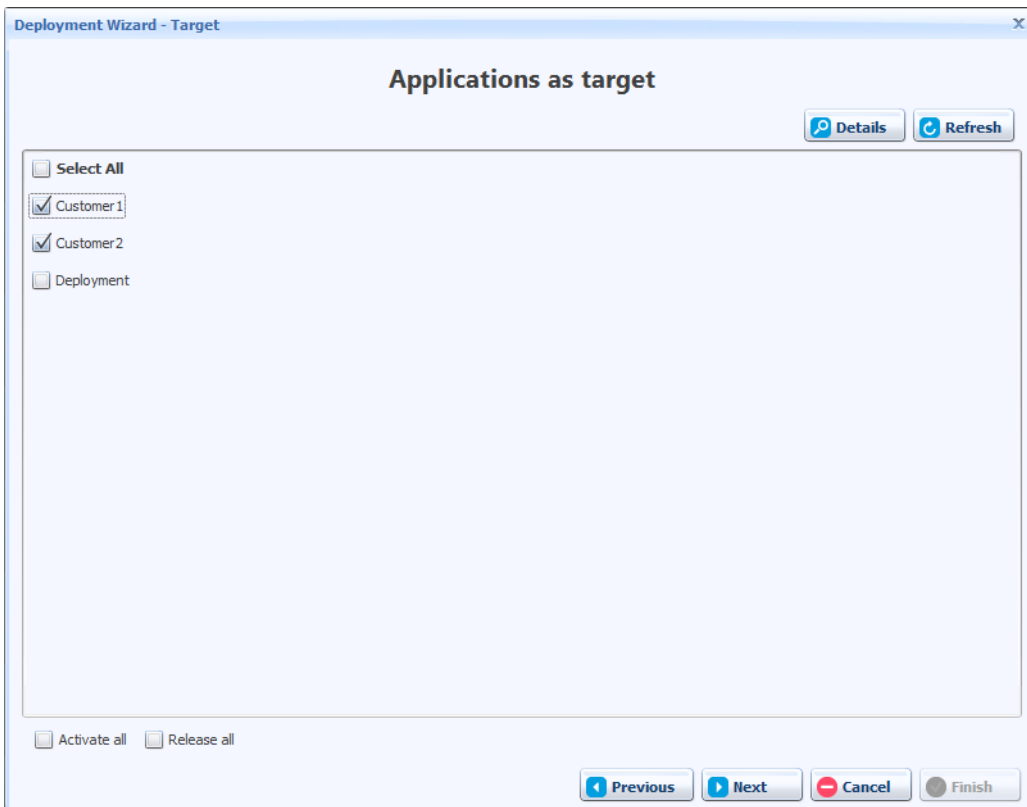 Deployment Wizard - Target
Applications as target
Details Refresh
Select All
Customer1
Customer2
Deployment
Activate all Release all
Previous Next Cancel Finish